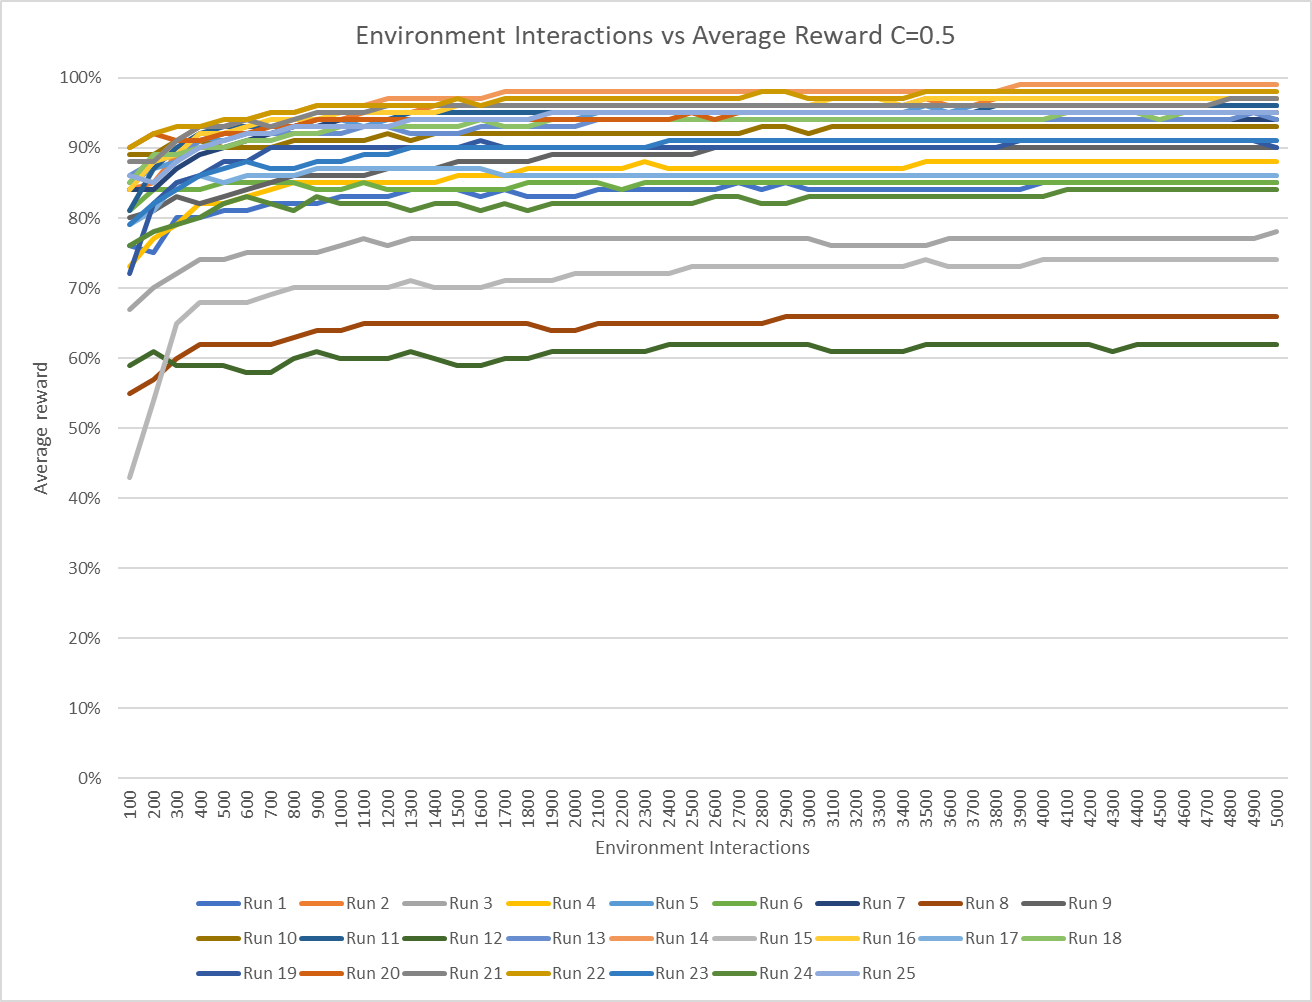 Environment Interactions vs Average Reward C=0.5
100%
90%
80%
70%
60%
50%
40%
30%
20%
10%
0%
Average reward
100 200 300 400 500 600 700 800 900 1000 1100 1200 1300 1400 1500 1600 1700 1800 1900 2000 2100 2200 2300 2400 2500 2600 2700 2800 2900 3000 3100 3200 3300 3400 3500 3600 3700 3800 3900 4000 4100 4200 4300 4400 4500 4600 4700 4800 4900 5000
Environment Interactions
Run 1 Run 2 Run 3 Run 4 Run 5 Run 6 Run 7 Run 8 Run 9
Run 10 Run 11 Run 12 Run 13 Run 14 Run 15 Run 16 Run 17 Run 18
Run 19 Run 20 Run 21 Run 22 Run 23 Run 24 Run 25